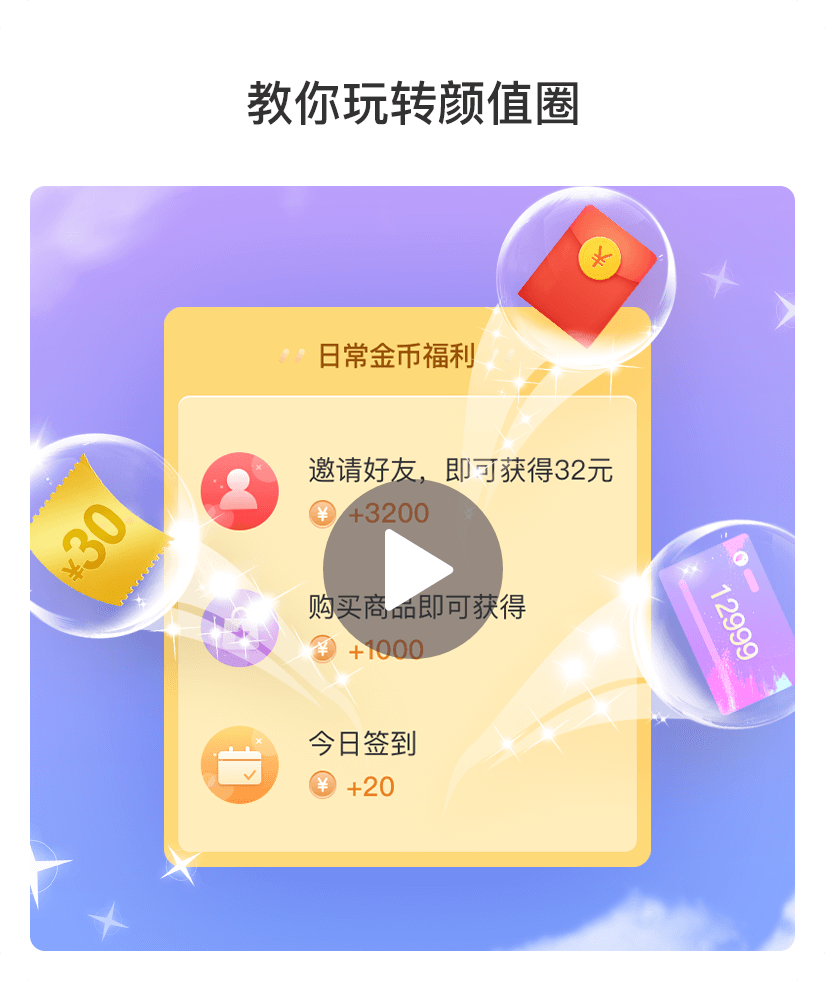 教你玩转颜值圈
日常金币福利
邀请好友，即可获得32元
+3200
¥30
购买商品即可获得
+1000
12999
今日签到
+20